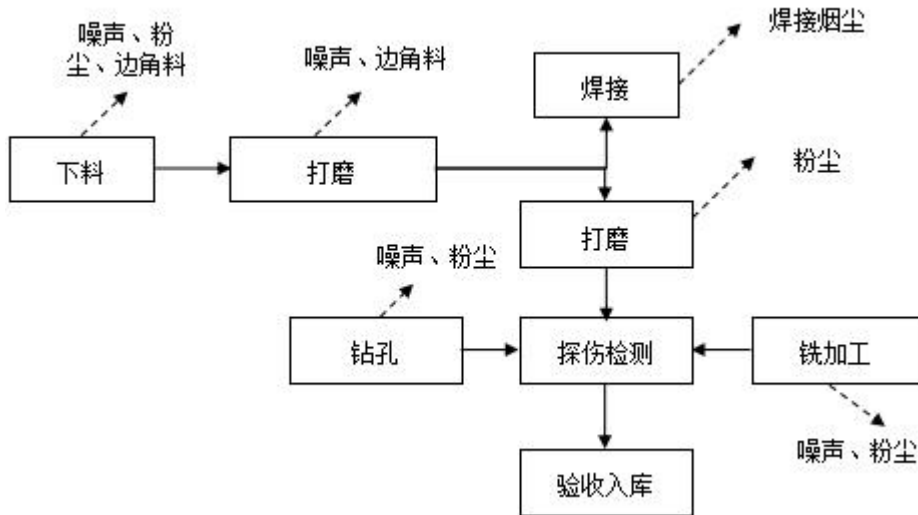 噪声、粉
尘、边角料
噪声、边角料
焊接烟尘
焊接
下料
打磨
粉尘
打磨
噪声、粉尘
钻孔
探伤检测
铣加工
噪声、粉尘
验收入库